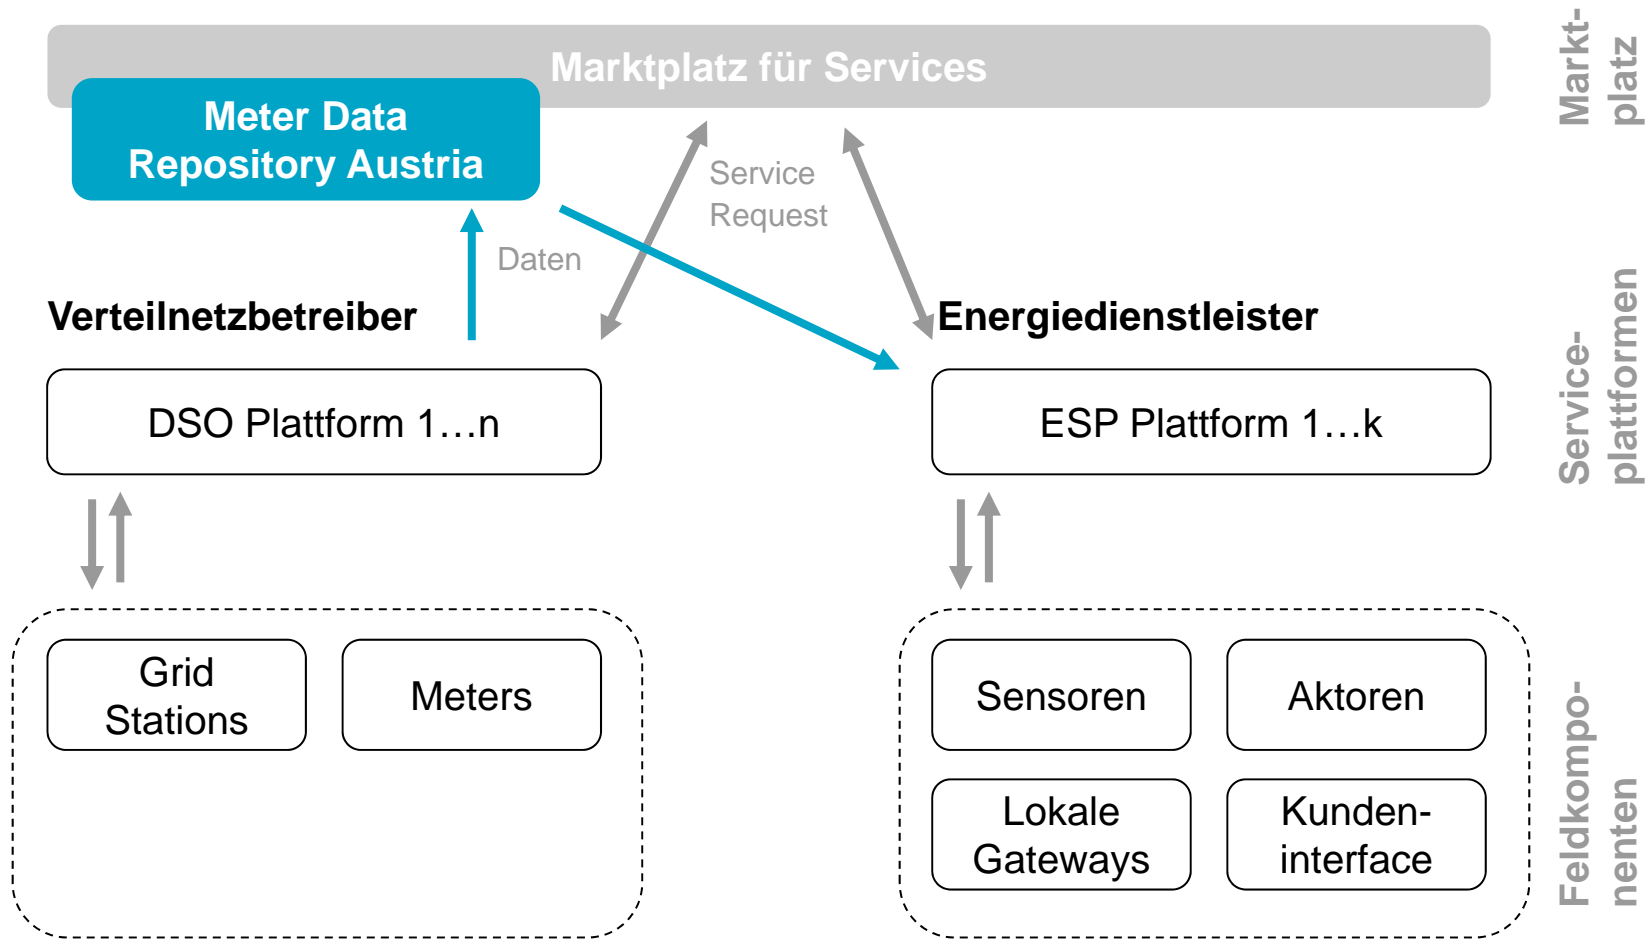 Marktplatz für Services
Meter Data
Repository Austria
Service
Request
Daten
Verteilnetzbetreiber
Energiedienstleister
DSO Plattform 1…n
ESP Plattform 1…k
Grid
Stations
Meters
Sensoren
Aktoren
Lokale
Gateways
Kunden-
interface
Markt-
platz
Service-
plattformen
Feldkompo-
nenten